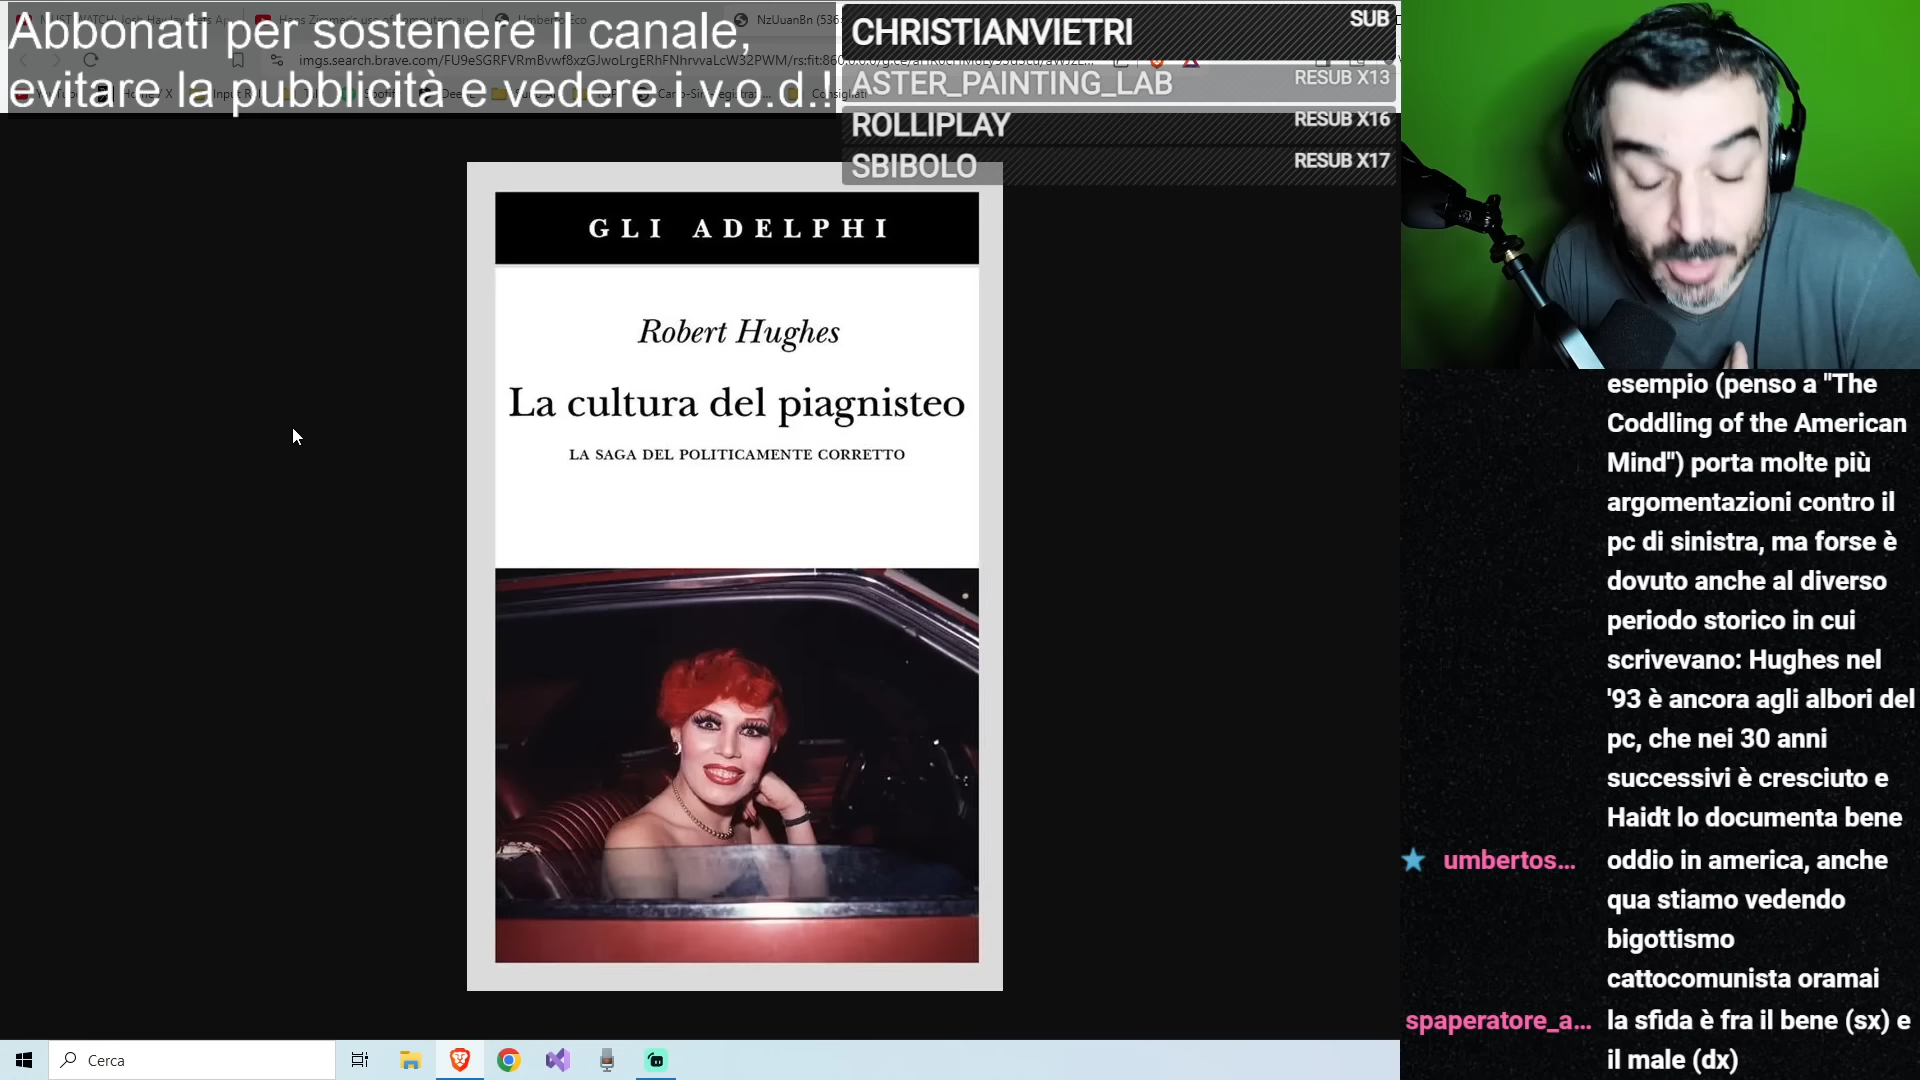 Abbonati per sostenere il canale,
evitare la pubblicità e vedere i v.o.d.!!
CHRISTIANVIETRI SUB
ASTER_PAINTING_LAB RESUB X13
ROLLIPLAY RESUB X16
SBIBOLO RESUB X17
GLI ADELPHI
Robert Hughes
La cultura del piagnisteo
LA SAGA DEL POLITICAMENTE CORRETTO
esempio (penso a "The
Coddling of the American
Mind") porta molte più
argomentazioni contro il
pc di sinistra, ma forse è
dovuto anche al diverso
periodo storico in cui
scrivevano: Hughes nel
'93 è ancora agli albori del
pc, che nei 30 anni
successivi è cresciuto e
Haidt lo documenta bene
umbertos... oddio in america, anche
qua stiamo vedendo
bigottismo
cattocomunista oramai
spaperatore_a... la sfida è fra il bene (sx) e
il male (dx)
Cerca